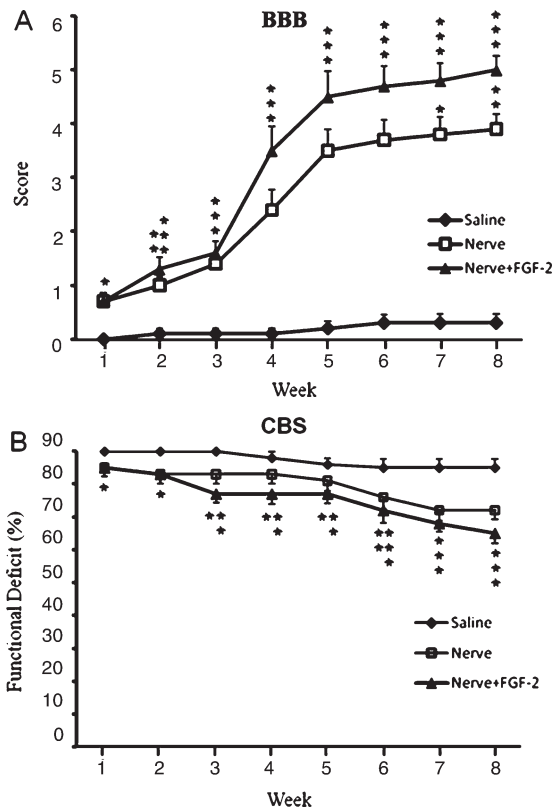 A
BBB
6
5
4
3
2
1
0
Score
Saline
Nerve
Nerve+FGF-2
1 2 3 4 5 6 7 8
Week
B
CBS
90
80
70
60
50
40
30
20
10
0
Functional Deficit (%)
Saline
Nerve
Nerve+FGF-2
1 2 3 4 5 6 7 8
Week